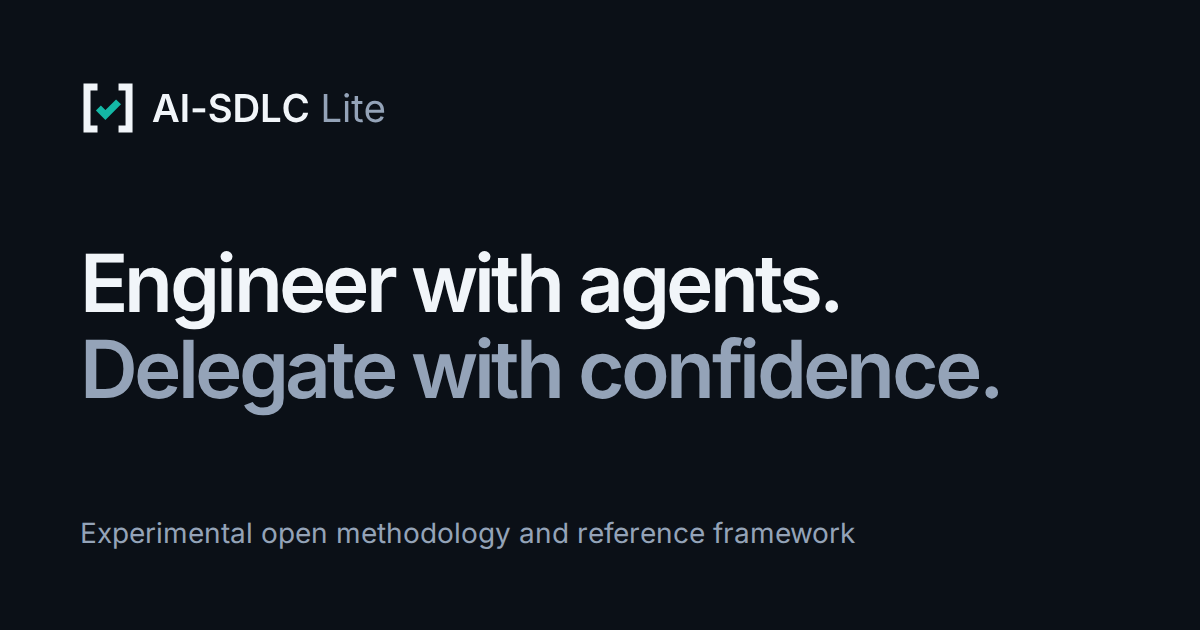 AI-SDLC Lite
Engineer with agents.
Delegate with confidence.
Experimental open methodology and reference framework